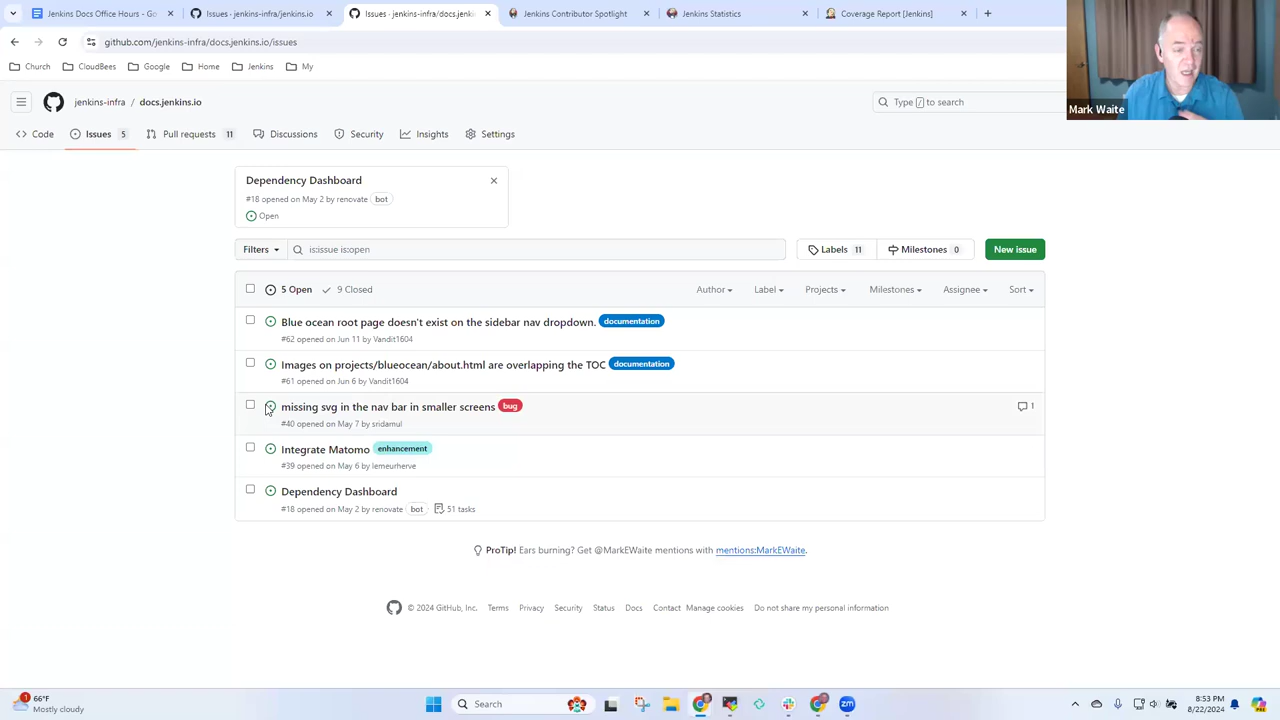 Jenkins Docs Office Hours - Go
Issues · jenkins-infra/jenkins.io
Issues · jenkins-infra/docs.jenki
Jenkins Contributor Spotlight
Jenkins Statistics
Coverage Report [Jenkins]
github.com/jenkins-infra/docs.jenkins.io/issues
Church
CloudBees
Google
Home
Jenkins
My
Mark Waite
jenkins-infra / docs.jenkins.io
Type / to search
Code
Issues 5
Pull requests 11
Discussions
Security
Insights
Settings
Dependency Dashboard
#18 opened on May 2 by renovate bot
Open
Filters
is:issue is:open
Labels 11
Milestones 0
New issue
5 Open
9 Closed
Author
Label
Projects
Milestones
Assignee
Sort
Blue ocean root page doesn't exist on the sidebar nav dropdown. documentation
#62 opened on Jun 11 by Vandit1604
Images on projects/blueocean/about.html are overlapping the TOC documentation
#61 opened on Jun 6 by Vandit1604
missing svg in the nav bar in smaller screens bug
1
#40 opened on May 7 by sridamul
Integrate Matomo enhancement
#39 opened on May 6 by lemeurherve
Dependency Dashboard
#18 opened on May 2 by renovate bot 51 tasks
ProTip! Ears burning? Get @MarkEWaite mentions with mentions:MarkEWaite.
© 2024 GitHub, Inc.
Terms
Privacy
Security
Status
Docs
Contact
Manage cookies
Do not share my personal information
1
66°F
Mostly cloudy
Search
zm
8:53 PM
8/22/2024